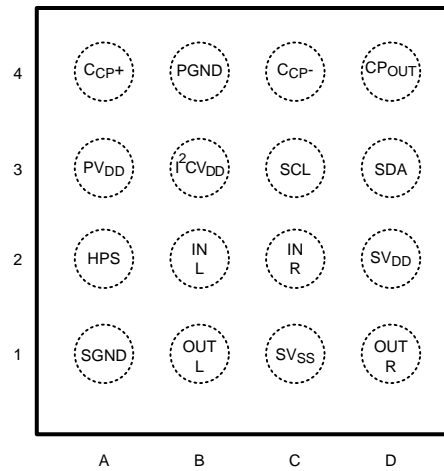 4 CCP+ PGND CCP- CPOUT
3 PVDD I²CVDD SCL SDA
2 HPS IN L IN R SVDD
1 SGND OUT L SVSS OUT R
A B C D